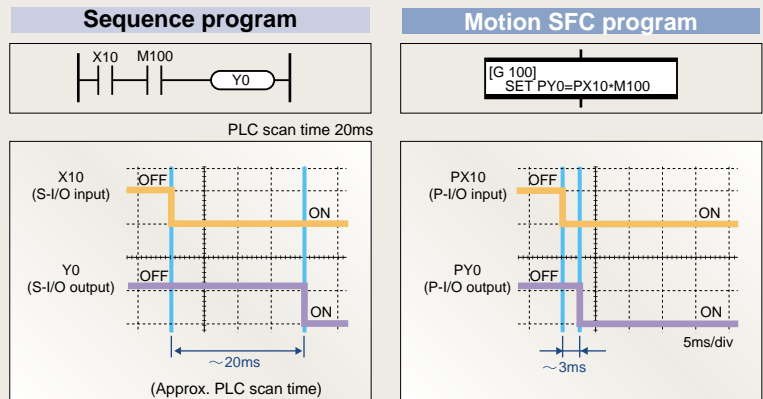 Sequence program
X10 M100
Y0
PLC scan time 20ms
X10
(S-I/O input)
OFF
ON
Y0
(S-I/O output)
OFF
ON
～20ms
(Approx. PLC scan time)
Motion SFC program
[G 100]
SET PY0=PX10*M100
PX10
(P-I/O input)
OFF
ON
PY0
(P-I/O output)
OFF
ON
5ms/div
～3ms